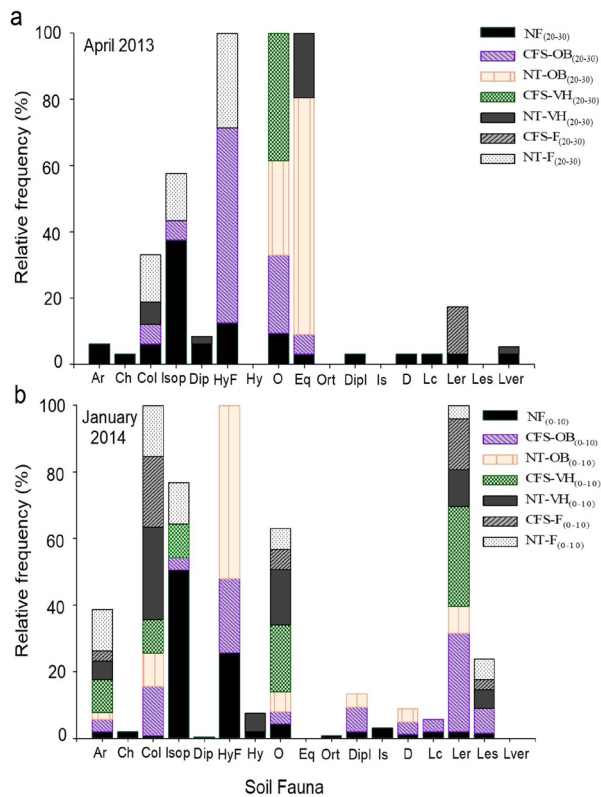 a
April 2013
Relative frequency (%)
100
80
60
40
20
0
NF(20-30)
CFS-OB(20-30)
NT-OB(20-30)
CFS-VH(20-30)
NT-VH(20-30)
CFS-F(20-30)
NT-F(20-30)
Ar Ch Col Isop Dip HyF Hy O Eq Ort Dipl Is D Lc Ler Les Lver
b
January 2014
Relative frequency (%)
100
80
60
40
20
0
NF(0-10)
CFS-OB(0-10)
NT-OB(0-10)
CFS-VH(0-10)
NT-VH(0-10)
CFS-F(0-10)
NT-F(0-10)
Ar Ch Col Isop Dip HyF Hy O Eq Ort Dipl Is D Lc Ler Les Lver
Soil Fauna